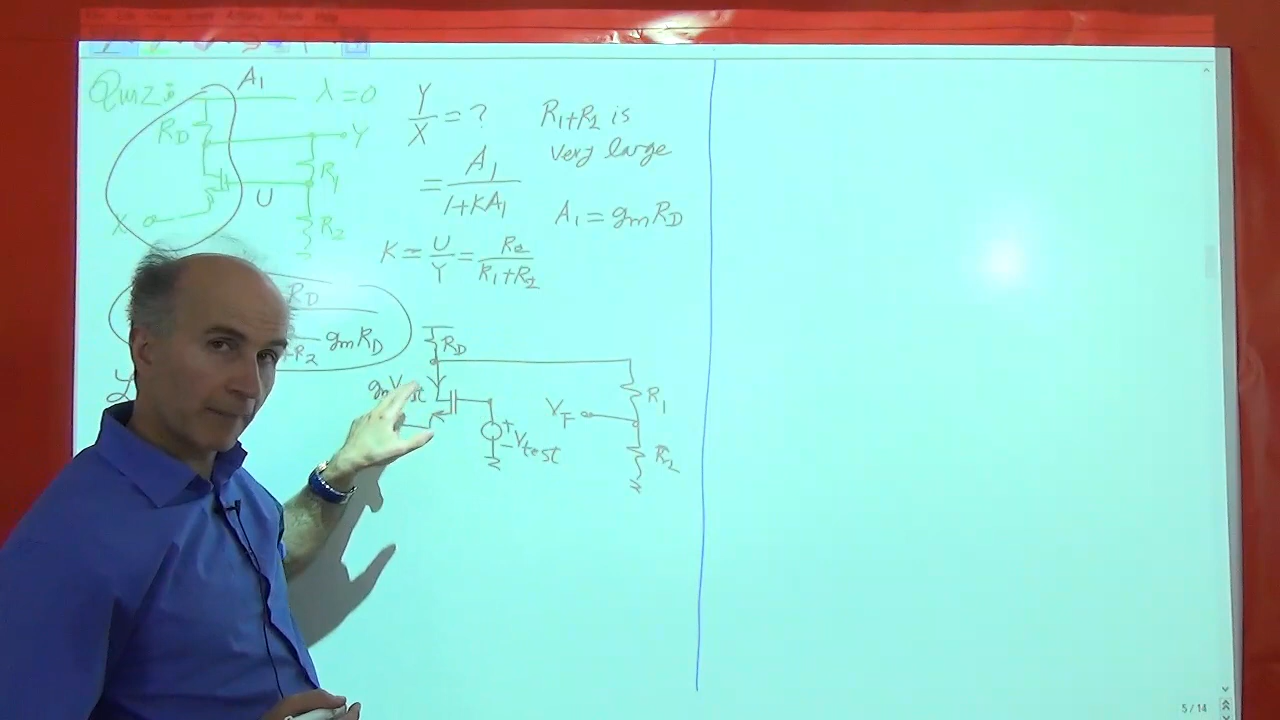 Quiz: A1 λ=0
RD
Y
R1
U
X
R2
Y/X = ?
R1+R2 is
very large
= A1/(1+KA1)
A1 = gmRD
K = U/Y = R2/(R1+R2)
RD
+R2 gmRD
L
RD
gmVtest
VF
R1
+
- Vtest
R2
5 / 14